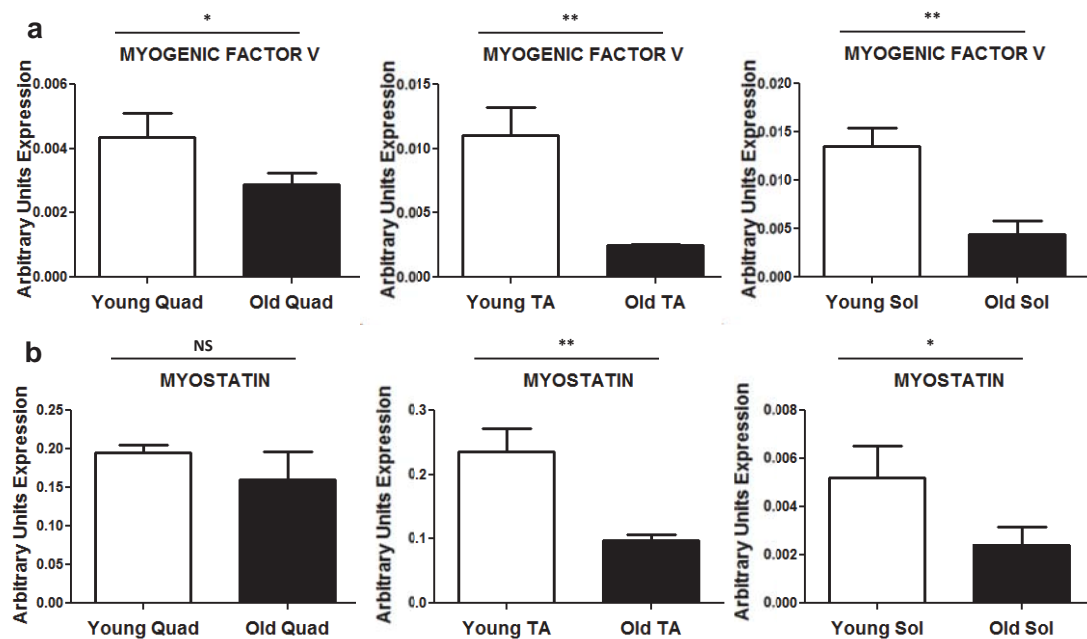 a
*
**
**
MYOGENIC FACTOR V
MYOGENIC FACTOR V
MYOGENIC FACTOR V
Arbitrary Units Expression
0.006
0.004
0.002
0.000
Young Quad
Old Quad
Arbitrary Units Expression
0.015
0.010
0.005
0.000
Young TA
Old TA
Arbitrary Units Expression
0.020
0.015
0.010
0.005
0.000
Young Sol
Old Sol
b
NS
**
*
MYOSTATIN
MYOSTATIN
MYOSTATIN
Arbitrary Units Expression
0.25
0.20
0.15
0.10
0.05
0.00
Young Quad
Old Quad
Arbitrary Units Expression
0.3
0.2
0.1
0.0
Young TA
Old TA
Arbitrary Units Expression
0.008
0.006
0.004
0.002
0.000
Young Sol
Old Sol